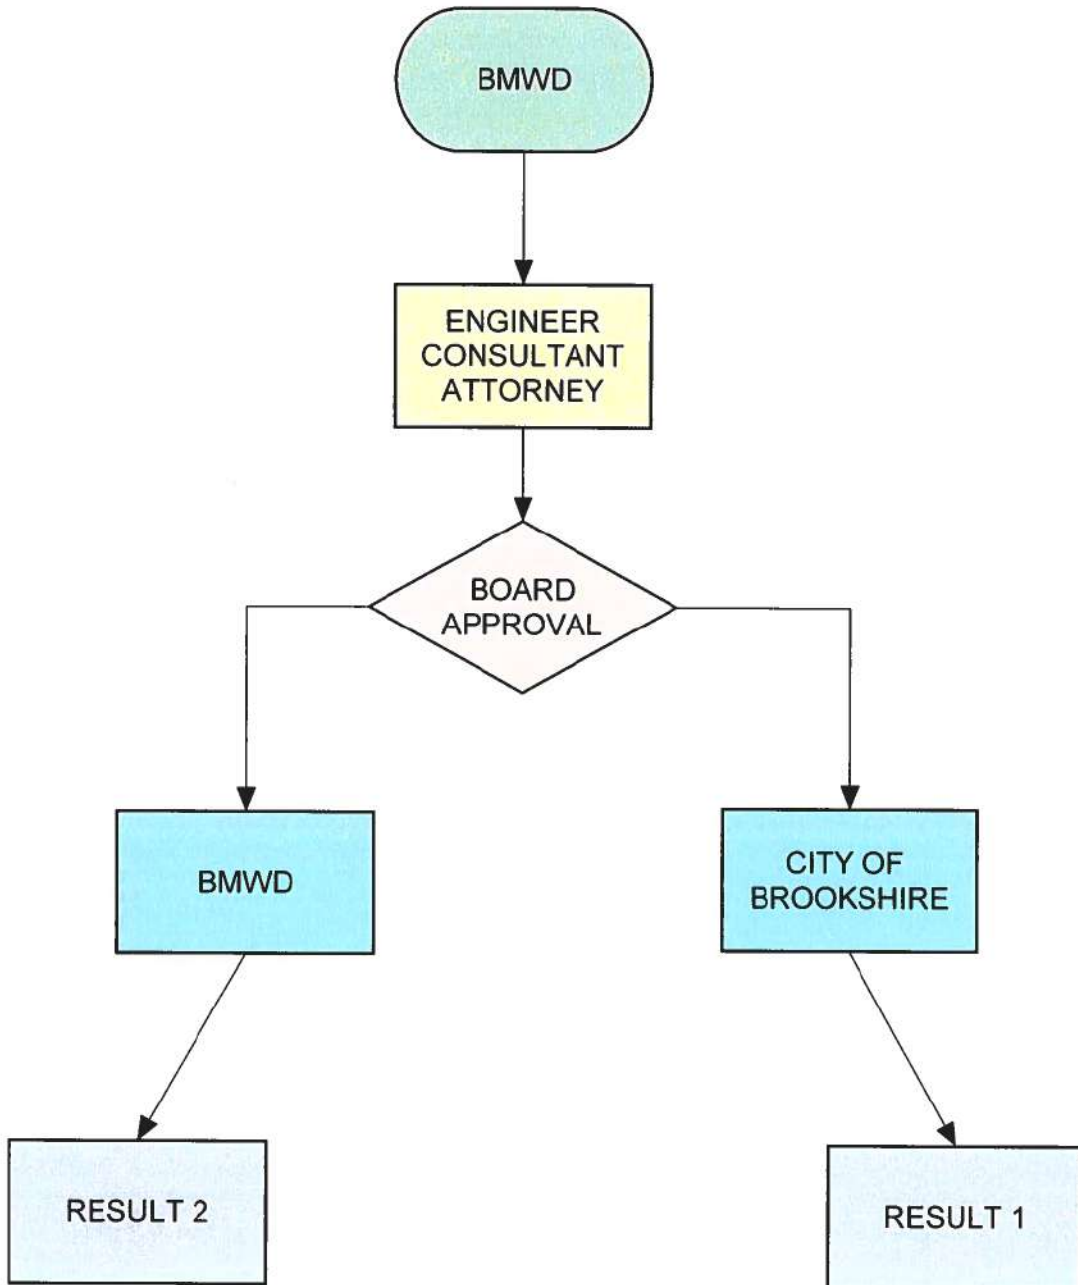 BMWD
ENGINEER
CONSULTANT
ATTORNEY
BOARD
APPROVAL
BMWD
CITY OF
BROOKSHIRE
RESULT 2
RESULT 1